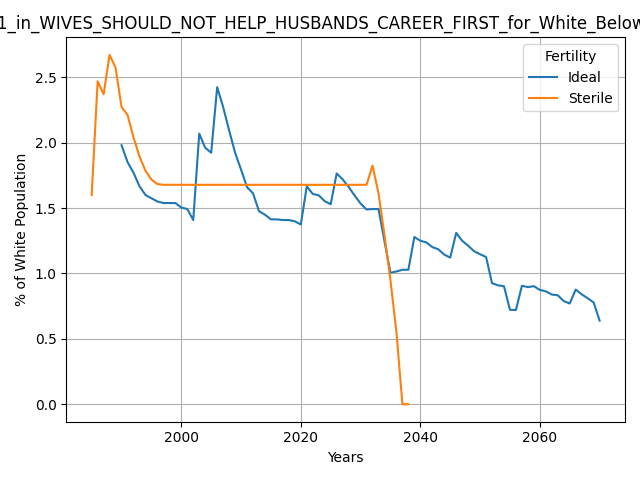 1_in_WIVES_SHOULD_NOT_HELP_HUSBANDS_CAREER_FIRST_for_White_Below
Fertility
Ideal
Sterile
% of White Population
2.5
2.0
1.5
1.0
0.5
0.0
2000
2020
2040
2060
Years